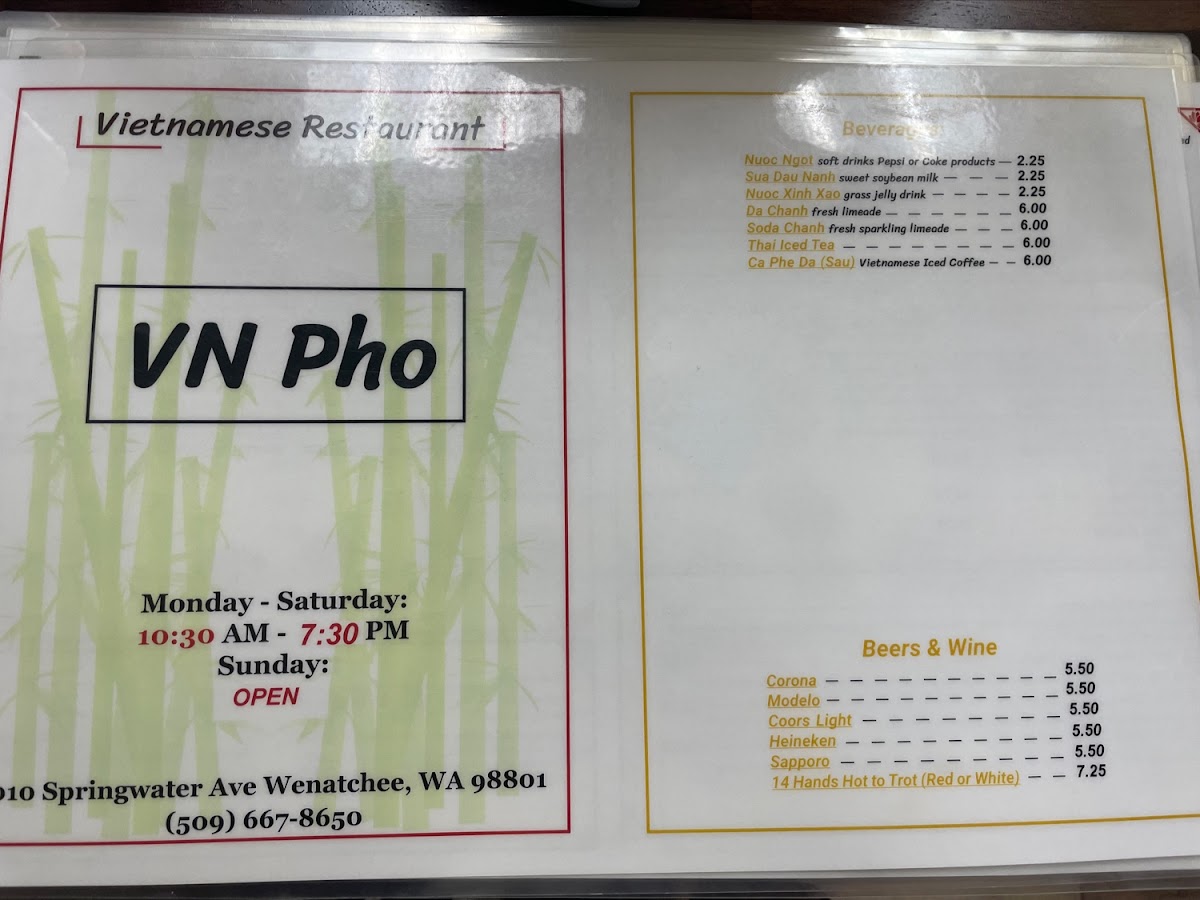 Vietnamese Restaurant
VN Pho
Monday - Saturday:
10:30 AM - 7:30 PM
Sunday:
OPEN
010 Springwater Ave Wenatchee, WA 98801
(509) 667-8650
Beverages
Nuoc Ngot soft drinks Pepsi or Coke products — 2.25
Sua Dau Nanh sweet soybean milk — — — 2.25
Nuoc Xinh Xao grass jelly drink — — — — 2.25
Da Chanh fresh limeade — — — — — — 6.00
Soda Chanh fresh sparkling limeade — — — 6.00
Thai Iced Tea — — — — — — — — 6.00
Ca Phe Da (Sau) Vietnamese Iced Coffee — — 6.00
Beers & Wine
Corona — — — — — — — — — — 5.50
Modelo — — — — — — — — — — 5.50
Coors Light — — — — — — — — 5.50
Heineken — — — — — — — — — 5.50
Sapporo — — — — — — — — — 5.50
14 Hands Hot to Trot (Red or White) — — 7.25